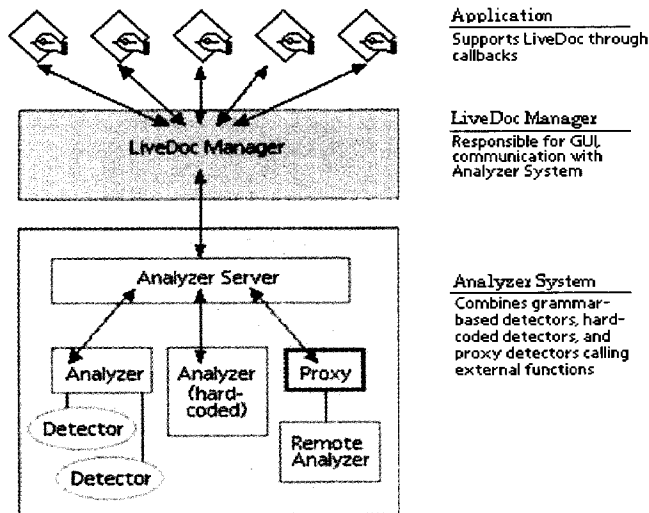 Application
Supports LiveDoc through
callbacks
LiveDoc Manager
LiveDoc Manager
Responsible for GUI,
communication with
Analyzer System
Analyzer Server
Analyzer System
Combines grammar-
based detectors, hard-
coded detectors, and
proxy detectors calling
external functions
Analyzer
Analyzer
(hard-
coded)
Proxy
Detector
Detector
Remote
Analyzer